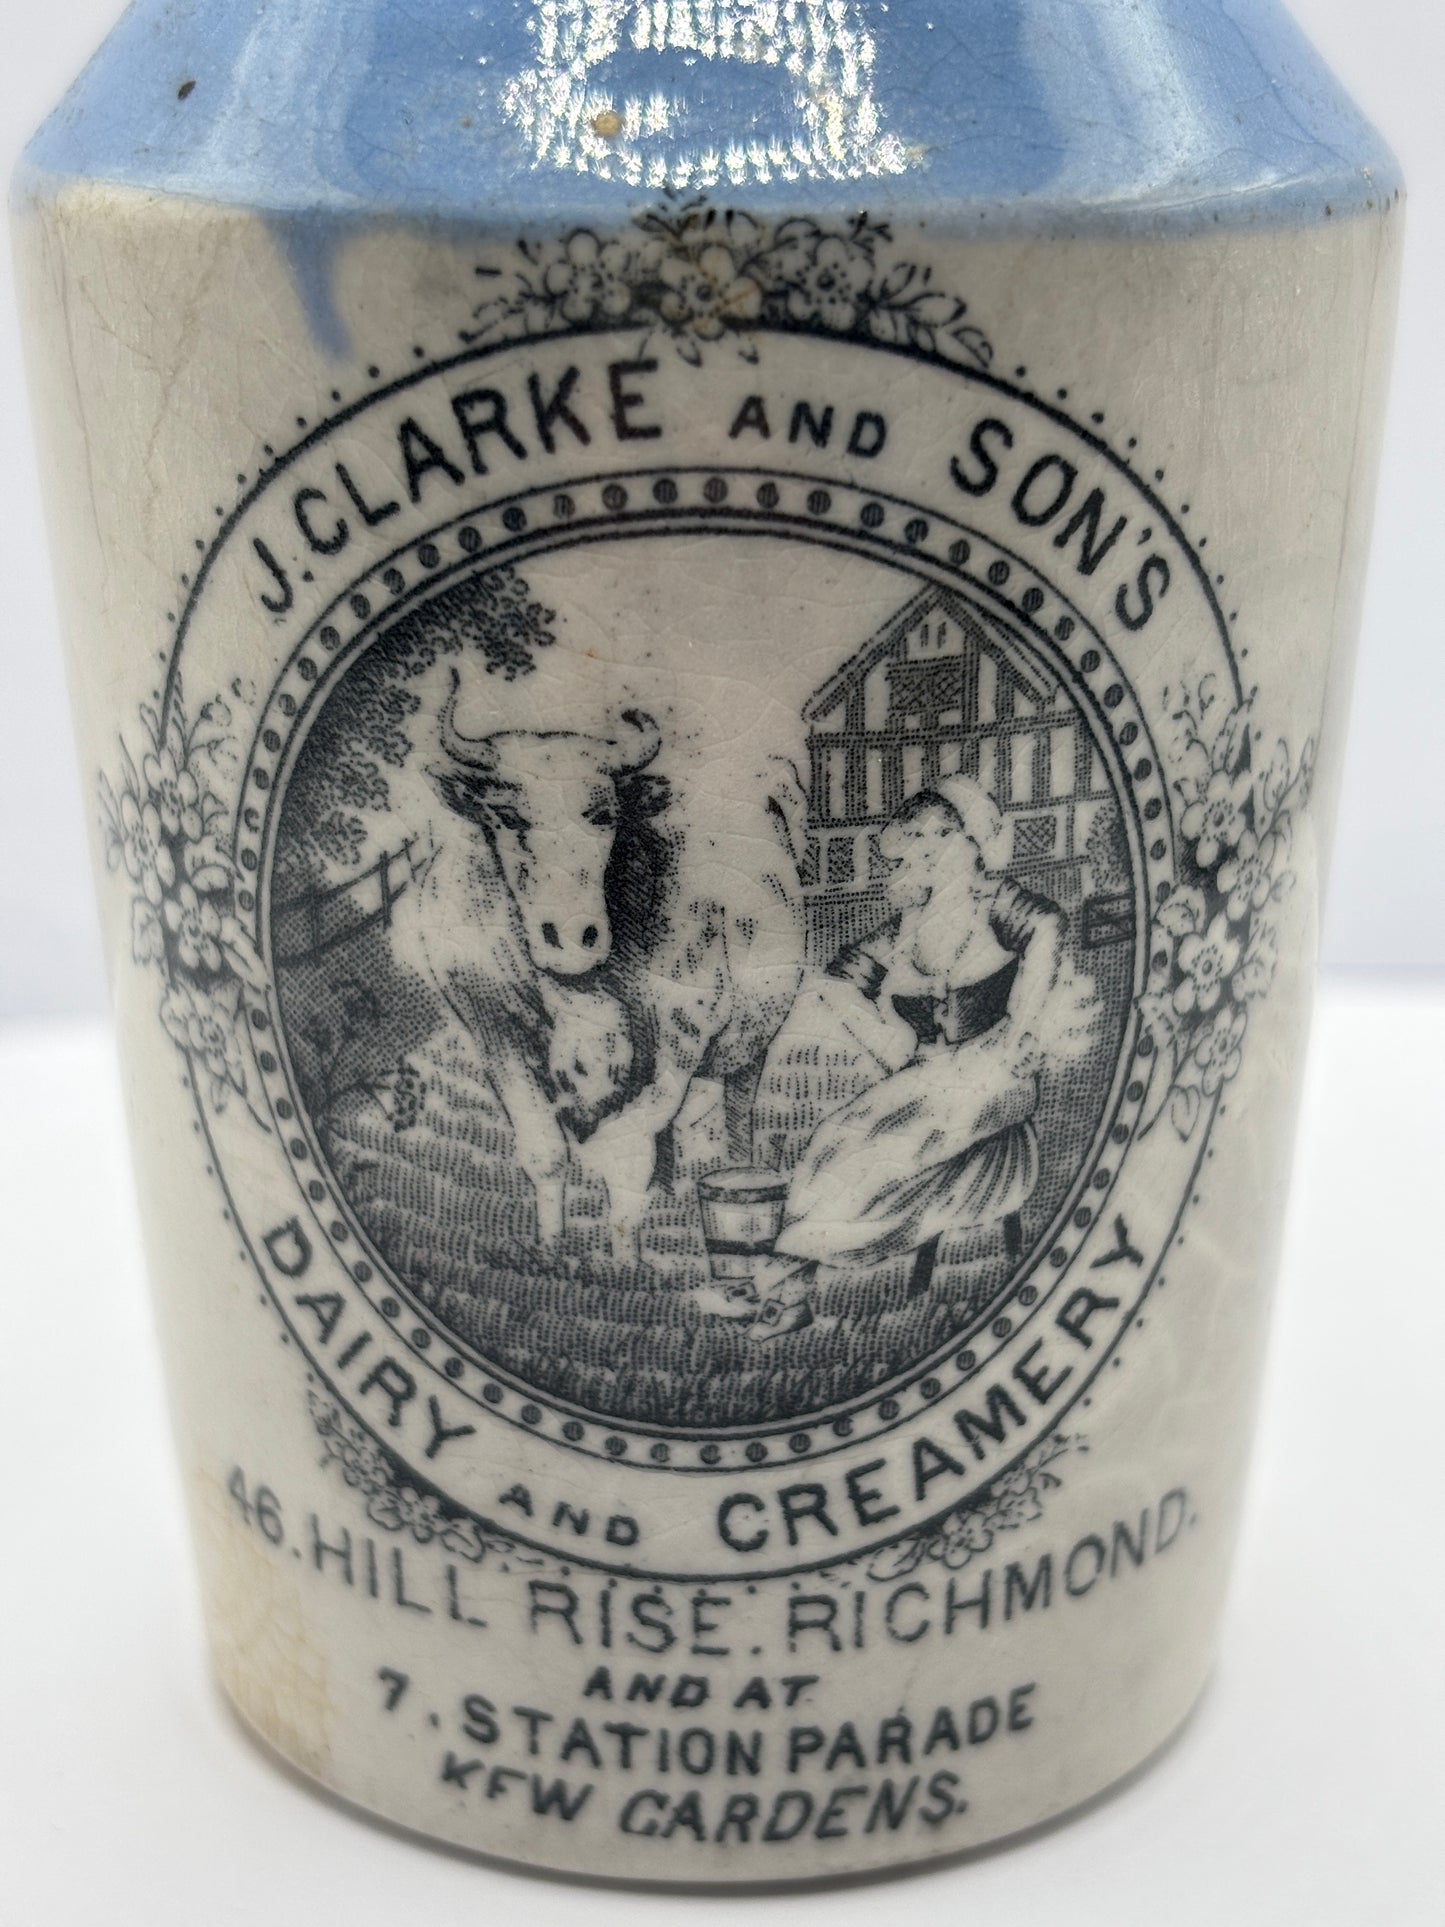 J. CLARKE AND SON'S
DAIRY AND CREAMERY
46. HILL RISE. RICHMOND.
AND AT
7. STATION PARADE
KEW GARDENS.